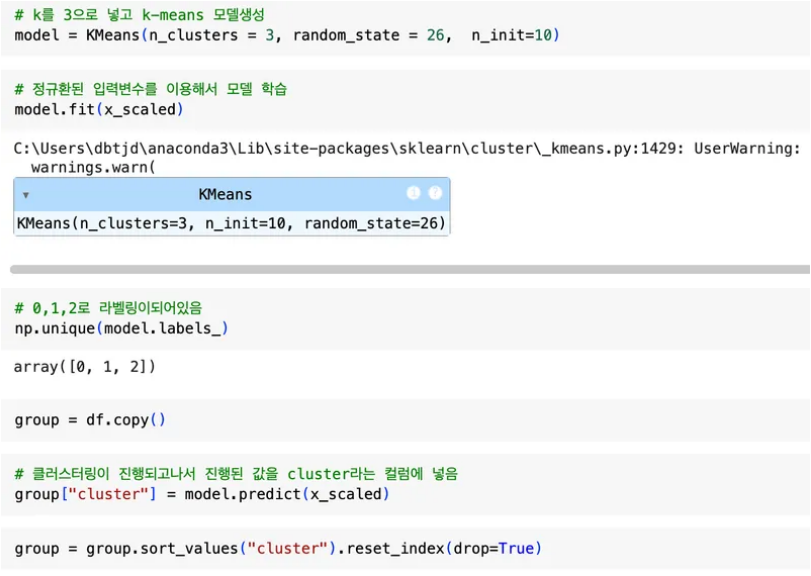 # k를 3으로 넣고 k-means 모델생성
model = KMeans(n_clusters = 3, random_state = 26,  n_init=10)
# 정규환된 입력변수를 이용해서 모델 학습
model.fit(x_scaled)
C:\Users\dbtjd\anaconda3\Lib\site-packages\sklearn\cluster\_kmeans.py:1429: UserWarning:
  warnings.warn(
KMeans
KMeans(n_clusters=3, n_init=10, random_state=26)
# 0,1,2로 라벨링이되어있음
np.unique(model.labels_)
array([0, 1, 2])
group = df.copy()
# 클러스터링이 진행되고나서 진행된 값을 cluster라는 컬럼에 넣음
group["cluster"] = model.predict(x_scaled)
group = group.sort_values("cluster").reset_index(drop=True)